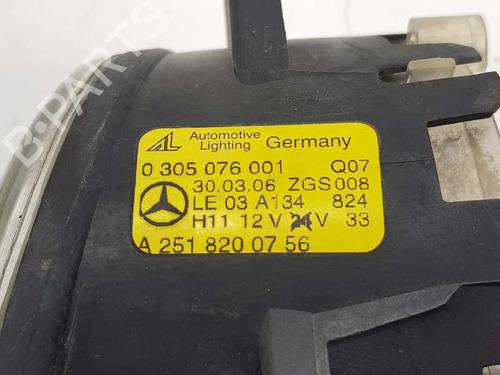 B-PARTS
AL Automotive Lighting Germany
0 305 076 001 Q07
30.03.06 ZGS 008
LE 03 A134 824
H11 12 V 24 V 33
A 251 820 07 56